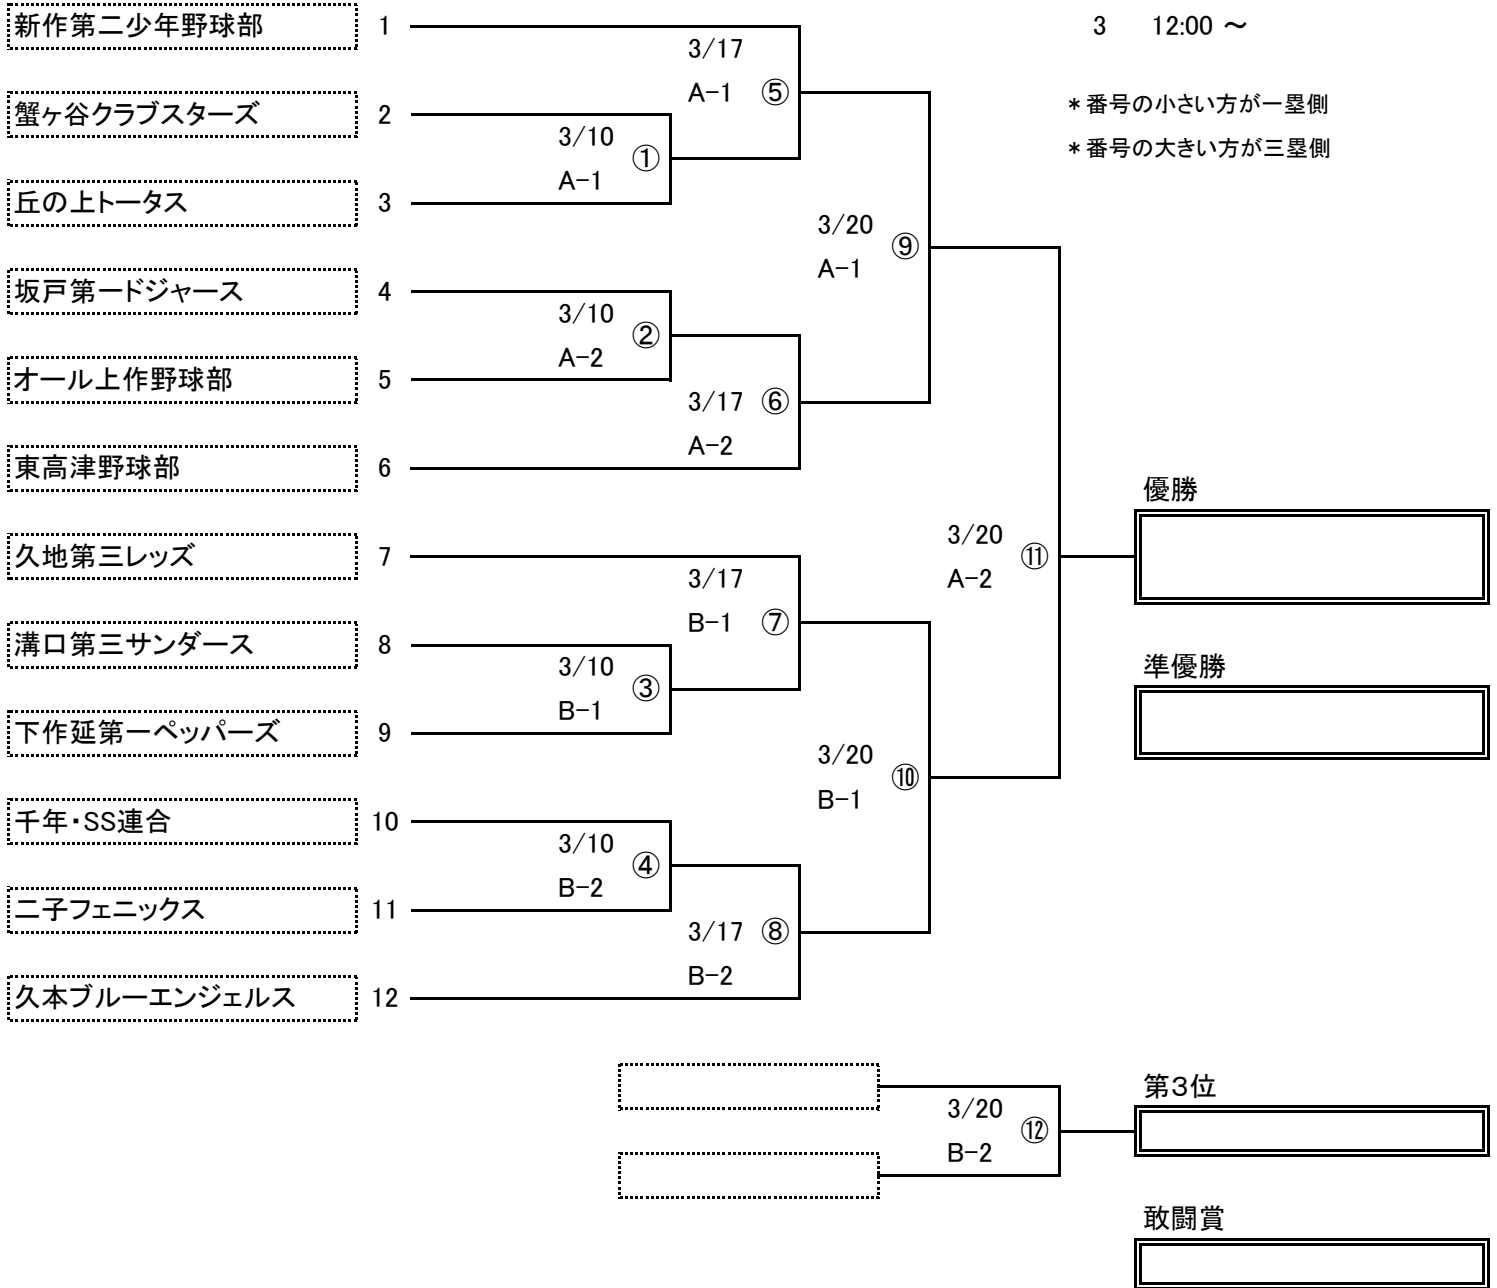 新作第二少年野球部 1
3 12:00 ～
3/17
A-1 ⑤
＊番号の小さい方が一塁側
蟹ヶ谷クラブスターズ 2
3/10
①
A-1
＊番号の大きい方が三塁側
丘の上トータス 3
3/20
⑨
A-1
坂戸第一ドジャース 4
3/10
②
A-2
オール上作野球部 5
3/17 ⑥
A-2
東高津野球部 6
優勝
3/20
⑪
A-2
久地第三レッズ 7
3/17
B-1 ⑦
溝口第三サンダース 8
3/10
③
B-1
準優勝
下作延第一ペッパーズ 9
3/20
⑩
B-1
千年・SS連合 10
3/10
④
B-2
二子フェニックス 11
3/17 ⑧
B-2
久本ブルーエンジェルス 12
第３位
3/20
⑫
B-2
敢闘賞